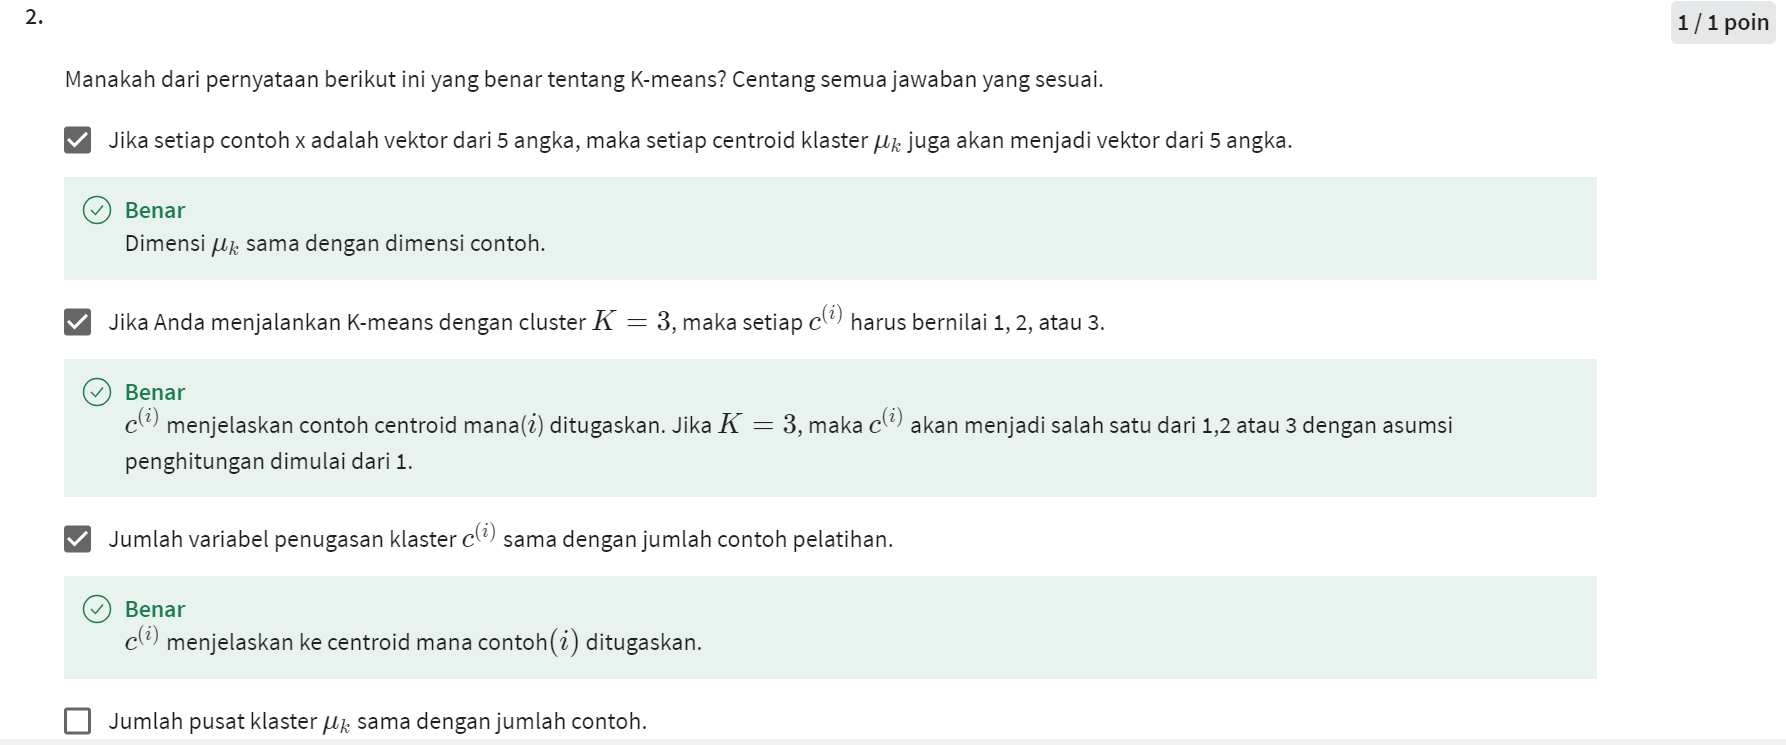 2.
1 / 1 poin
Manakah dari pernyataan berikut ini yang benar tentang K-means? Centang semua jawaban yang sesuai.
Jika setiap contoh x adalah vektor dari 5 angka, maka setiap centroid klaster μₖ juga akan menjadi vektor dari 5 angka.
Benar
Dimensi μₖ sama dengan dimensi contoh.
Jika Anda menjalankan K-means dengan cluster K = 3, maka setiap c⁽ⁱ⁾ harus bernilai 1, 2, atau 3.
Benar
c⁽ⁱ⁾ menjelaskan contoh centroid mana(i) ditugaskan. Jika K = 3, maka c⁽ⁱ⁾ akan menjadi salah satu dari 1,2 atau 3 dengan asumsi
penghitungan dimulai dari 1.
Jumlah variabel penugasan klaster c⁽ⁱ⁾ sama dengan jumlah contoh pelatihan.
Benar
c⁽ⁱ⁾ menjelaskan ke centroid mana contoh(i) ditugaskan.
Jumlah pusat klaster μₖ sama dengan jumlah contoh.